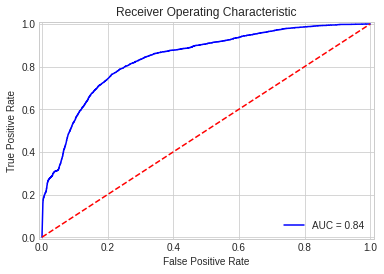 Receiver Operating Characteristic
1.0
0.8
0.6
0.4
0.2
0.0
True Positive Rate
AUC = 0.84
0.0 0.2 0.4 0.6 0.8 1.0
False Positive Rate